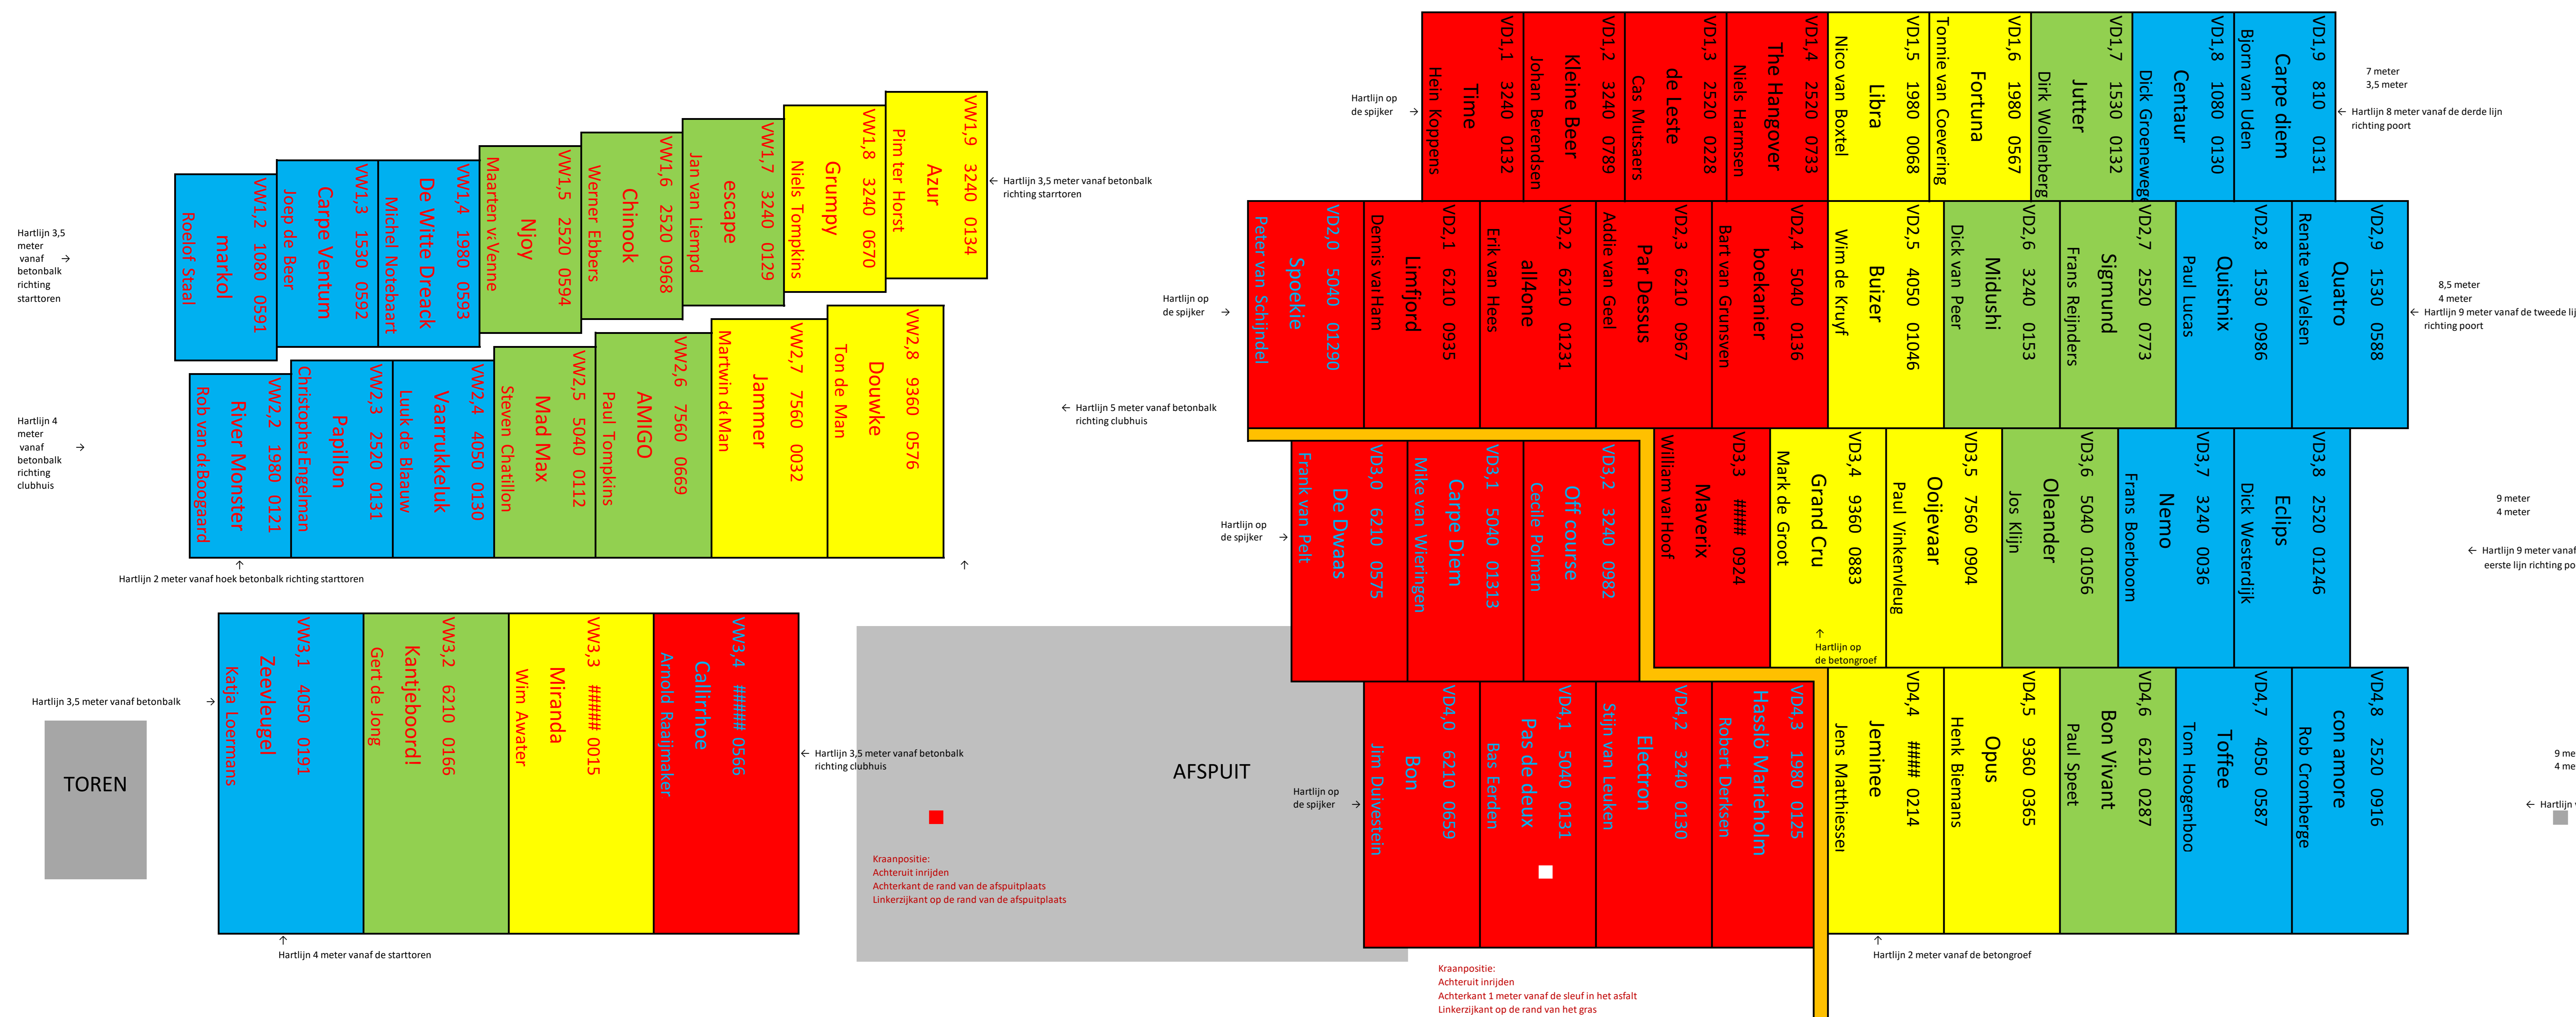 VD1,1 3240 0132
Time
Hein Koppens
VD1,2 3240 0789
Kleine Beer
Johan Berendsen
VD1,3 2520 0228
de Leste
Cas Mutsaers
VD1,4 2520 0733
The Hangover
Niels Harmsen
VD1,5 1980 0068
Libra
Nico van Boxtel
VD1,6 1980 0567
Fortuna
Tonnie van Coevering
VD1,7 1530 0132
Jutter
Dirk Wollenberg
VD1,8 1080 0130
Centaur
Dick Groenewege
VD1,9 810 0131
Carpe diem
Bjorn van Uden
7 meter
3,5 meter
Hartlijn op
de spijker →
← Hartlijn 8 meter vanaf de derde lijn
richting poort
VW1,2 1080 0591
markol
Roelof Staal
VW1,3 1530 0592
Carpe Ventum
Joep de Beer
VW1,4 1980 0593
De Witte Dreack
Michel Notebaart
VW1,5 2520 0594
Njoy
Maarten v Venne
VW1,6 2520 0968
Chinook
Werner Ebbers
VW1,7 3240 0129
escape
Jan van Liempd
VW1,8 3240 0670
Grumpy
Niels Tompkins
VW1,9 3240 0134
Azur
Pim ter Horst
← Hartlijn 3,5 meter vanaf betonbalk
richting starttoren
Hartlijn 3,5
meter
vanaf →
betonbalk
richting
starttoren
VD2,0 5040 01290
Spoekie
Peter van Schijndel
VD2,1 6210 0935
Limfjord
Dennis var Ham
VD2,2 6210 01231
all4one
Erik van Hees
VD2,3 6210 0967
Par Dessus
Addie van Geel
VD2,4 5040 0136
boekanier
Bart van Grunsven
VD2,5 4050 01046
Buizer
Wim de Kruyf
VD2,6 3240 0153
Midushi
Dick van Peer
VD2,7 2520 0773
Sigmund
Frans Reijnders
VD2,8 1530 0986
Quistnix
Paul Lucas
VD2,9 1530 0588
Quatro
Renate var Velsen
8,5 meter
4 meter
Hartlijn op
de spijker →
← Hartlijn 9 meter vanaf de tweede lij
richting poort
VW2,2 1980 0121
River Monster
Rob van d Boogaard
VW2,3 2520 0131
Papillon
Christopher Engelman
VW2,4 4050 0130
Vaarrukkeluk
Luuk de Blaauw
VW2,5 5040 0112
Mad Max
Steven Chatillon
VW2,6 7560 0669
AMIGO
Paul Tompkins
VW2,7 7560 0032
Jammer
Martwin d Man
VW2,8 9360 0576
Douwke
Ton de Man
← Hartlijn 5 meter vanaf betonbalk
richting clubhuis
Hartlijn 4
meter
vanaf →
betonbalk
richting
clubhuis
↑ ↑
Hartlijn 2 meter vanaf hoek betonbalk richting starttoren
VD3,0 6210 0575
De Dwaas
Frank van Pelt
VD3,1 5040 01313
Carpe Diem
Mike van Wieringen
VD3,2 3240 0982
Off course
Cecile Polman
VD3,3 #### 0924
Maverix
William var Hoof
VD3,4 9360 0883
Grand Cru
Mark de Groot
VD3,5 7560 0904
Ooijevaar
Paul Vinkenvleug
VD3,6 5040 01056
Oleander
Jos Klijn
VD3,7 3240 0036
Nemo
Frans Boerboom
VD3,8 2520 01246
Eclips
Dick Westerdijk
9 meter
4 meter
Hartlijn op
de spijker →
↑
Hartlijn op
de betongroef
← Hartlijn 9 meter vanaf
eerste lijn richting po
VW3,1 4050 0191
Zeevleugel
Katja Loermans
VW3,2 6210 0166
Kantjeboord!
Gert de Jong
VW3,3 ##### 0015
Miranda
Wim Awater
VW3,4 ##### 0566
Callirrhoe
Arnold Raaijmaker
Hartlijn 3,5 meter vanaf betonbalk →
← Hartlijn 3,5 meter vanaf betonbalk
richting clubhuis
TOREN
AFSPUIT
VD4,0 6210 0659
Bon
Jim Duivestein
VD4,1 5040 0131
Pas de deux
Bas Eerden
VD4,2 3240 0130
Electron
Stijn van Leuken
VD4,3 1980 0125
Hasslö Marieholm
Robert Derksen
VD4,4 #### 0214
Jeminee
Jens Matthiesser
VD4,5 9360 0365
Opus
Henk Biemans
VD4,6 6210 0287
Bon Vivant
Paul Speet
VD4,7 4050 0587
Toffee
Tom Hoogenboo
VD4,8 2520 0916
con amore
Rob Cromberge
9 me
4 me
Hartlijn op
de spijker →
← Hartlijn
Kraanpositie:
Achteruit inrijden
Achterkant de rand van de afspuitplaats
Linkerzijkant op de rand van de afspuitplaats
↑
Hartlijn 4 meter vanaf de starttoren
↑
Hartlijn 2 meter vanaf de betongroef
Kraanpositie:
Achteruit inrijden
Achterkant 1 meter vanaf de sleuf in het asfalt
Linkerzijkant op de rand van het gras